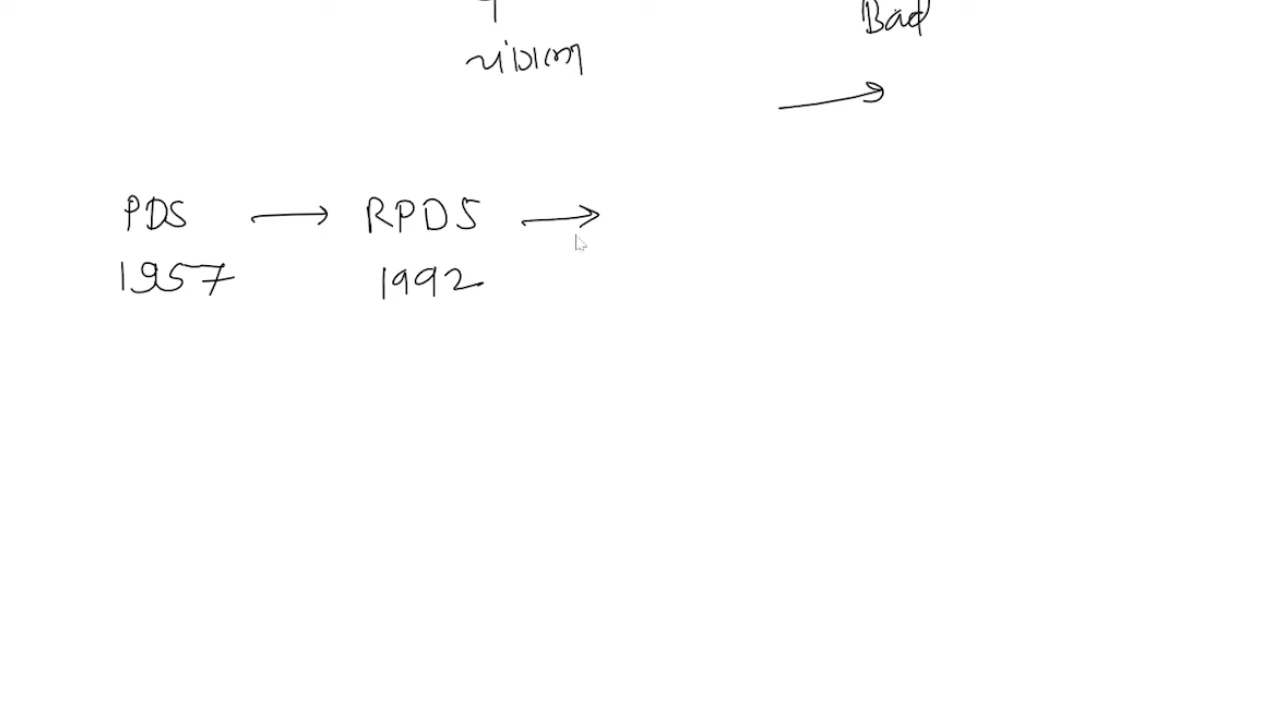 Bad
PDS → RPDS →
1957 1992